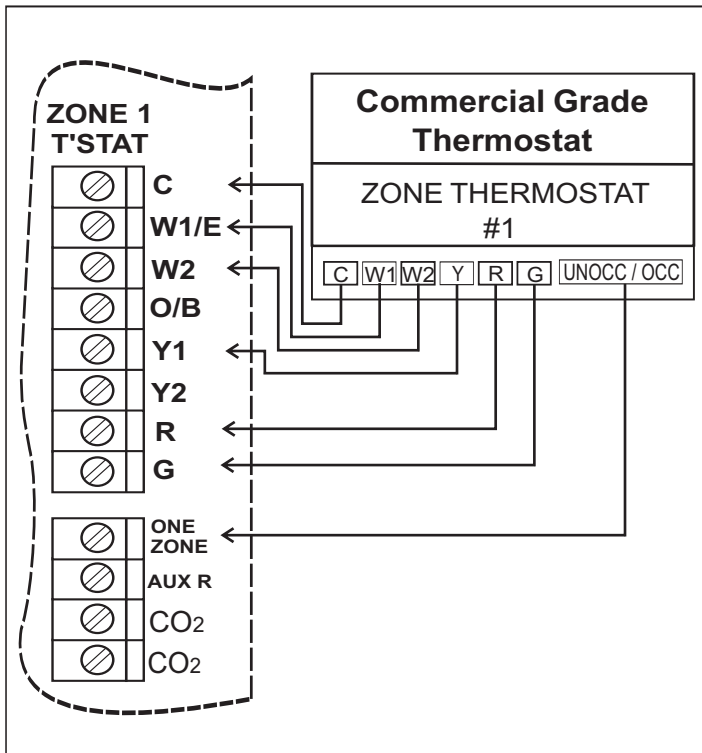 ZONE 1
T'STAT
C
W1/E
W2
O/B
Y1
Y2
R
G
ONE
ZONE
AUX R
CO2
CO2
Commercial Grade
Thermostat
ZONE THERMOSTAT
#1
C W1 W2 Y R G UNOCC / OCC